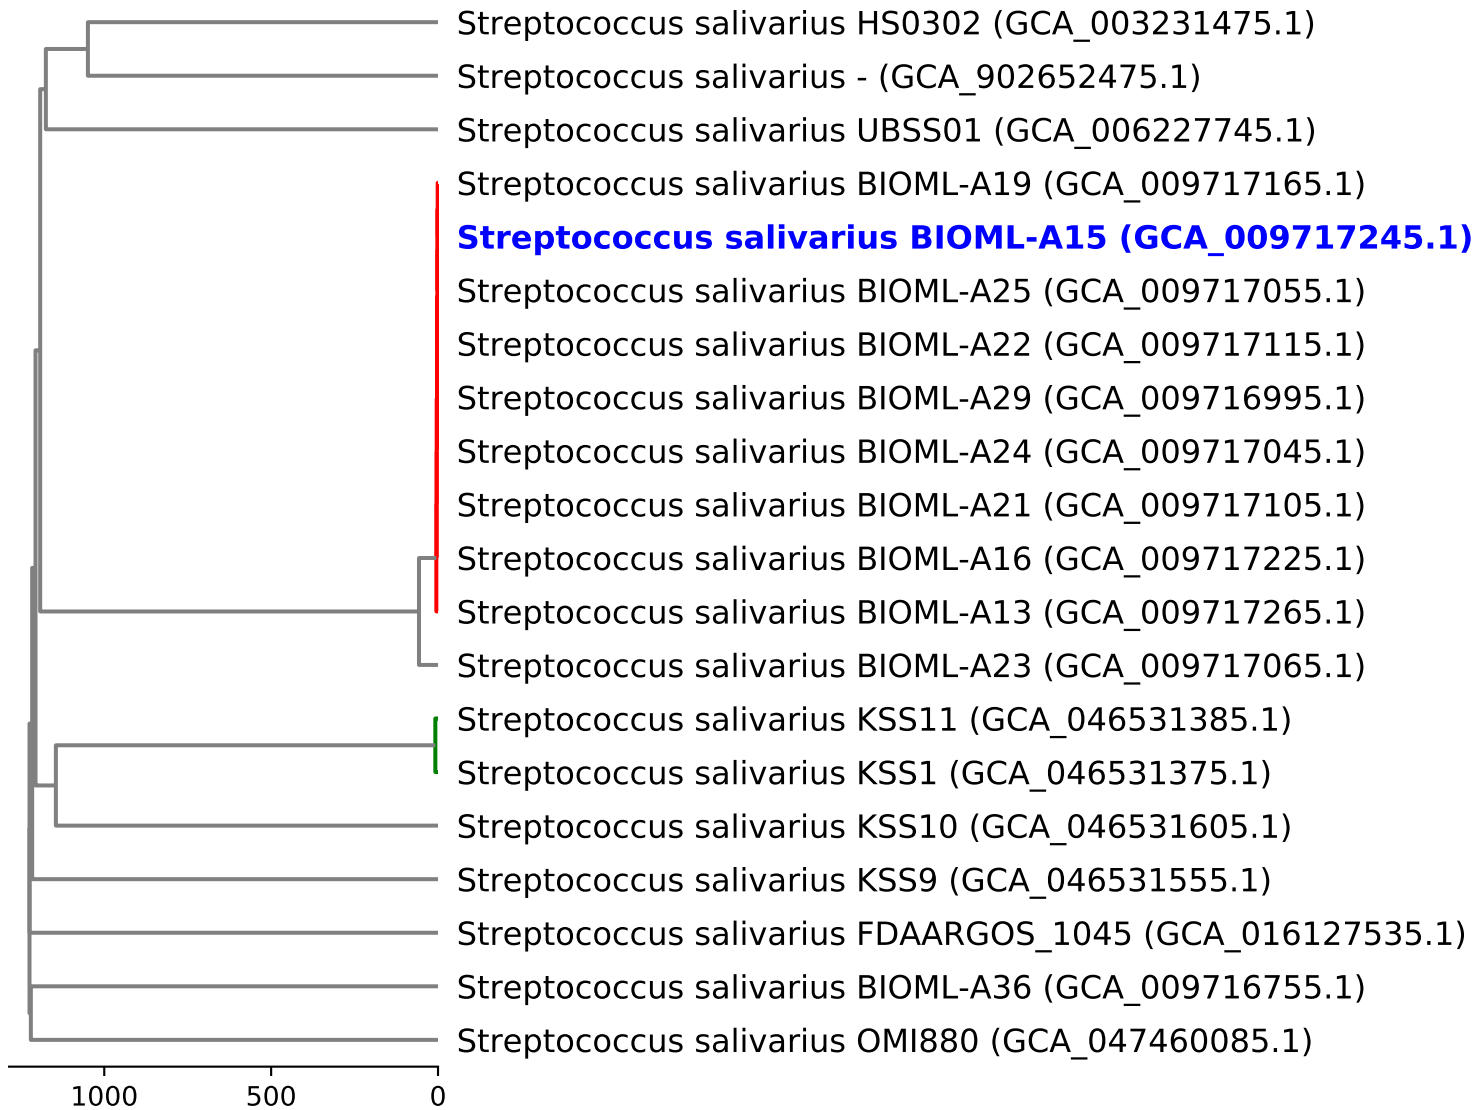 Streptococcus salivarius HS0302 (GCA_003231475.1)
Streptococcus salivarius - (GCA_902652475.1)
Streptococcus salivarius UBSS01 (GCA_006227745.1)
Streptococcus salivarius BIOML-A19 (GCA_009717165.1)
Streptococcus salivarius BIOML-A15 (GCA_009717245.1)
Streptococcus salivarius BIOML-A25 (GCA_009717055.1)
Streptococcus salivarius BIOML-A22 (GCA_009717115.1)
Streptococcus salivarius BIOML-A29 (GCA_009716995.1)
Streptococcus salivarius BIOML-A24 (GCA_009717045.1)
Streptococcus salivarius BIOML-A21 (GCA_009717105.1)
Streptococcus salivarius BIOML-A16 (GCA_009717225.1)
Streptococcus salivarius BIOML-A13 (GCA_009717265.1)
Streptococcus salivarius BIOML-A23 (GCA_009717065.1)
Streptococcus salivarius KSS11 (GCA_046531385.1)
Streptococcus salivarius KSS1 (GCA_046531375.1)
Streptococcus salivarius KSS10 (GCA_046531605.1)
Streptococcus salivarius KSS9 (GCA_046531555.1)
Streptococcus salivarius FDAARGOS_1045 (GCA_016127535.1)
Streptococcus salivarius BIOML-A36 (GCA_009716755.1)
Streptococcus salivarius OMI880 (GCA_047460085.1)
1000 500 0